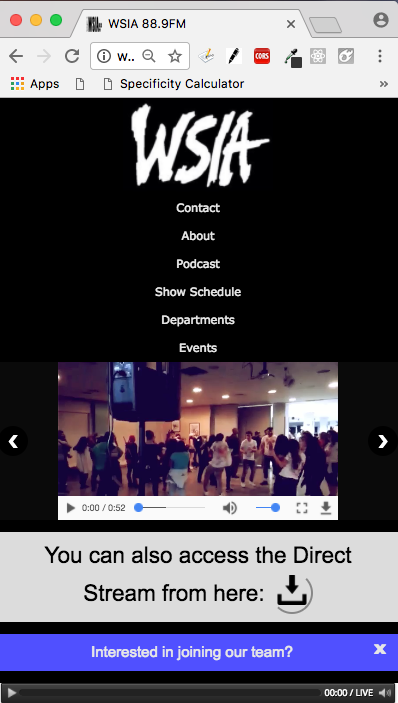 WSIA 88.9FM
w...
CORS
Apps
Specificity Calculator
»
WSIA
Contact
About
Podcast
Show Schedule
Departments
Events
0:00 / 0:52
You can also access the Direct
Stream from here:
Interested in joining our team?
x
00:00 / LIVE